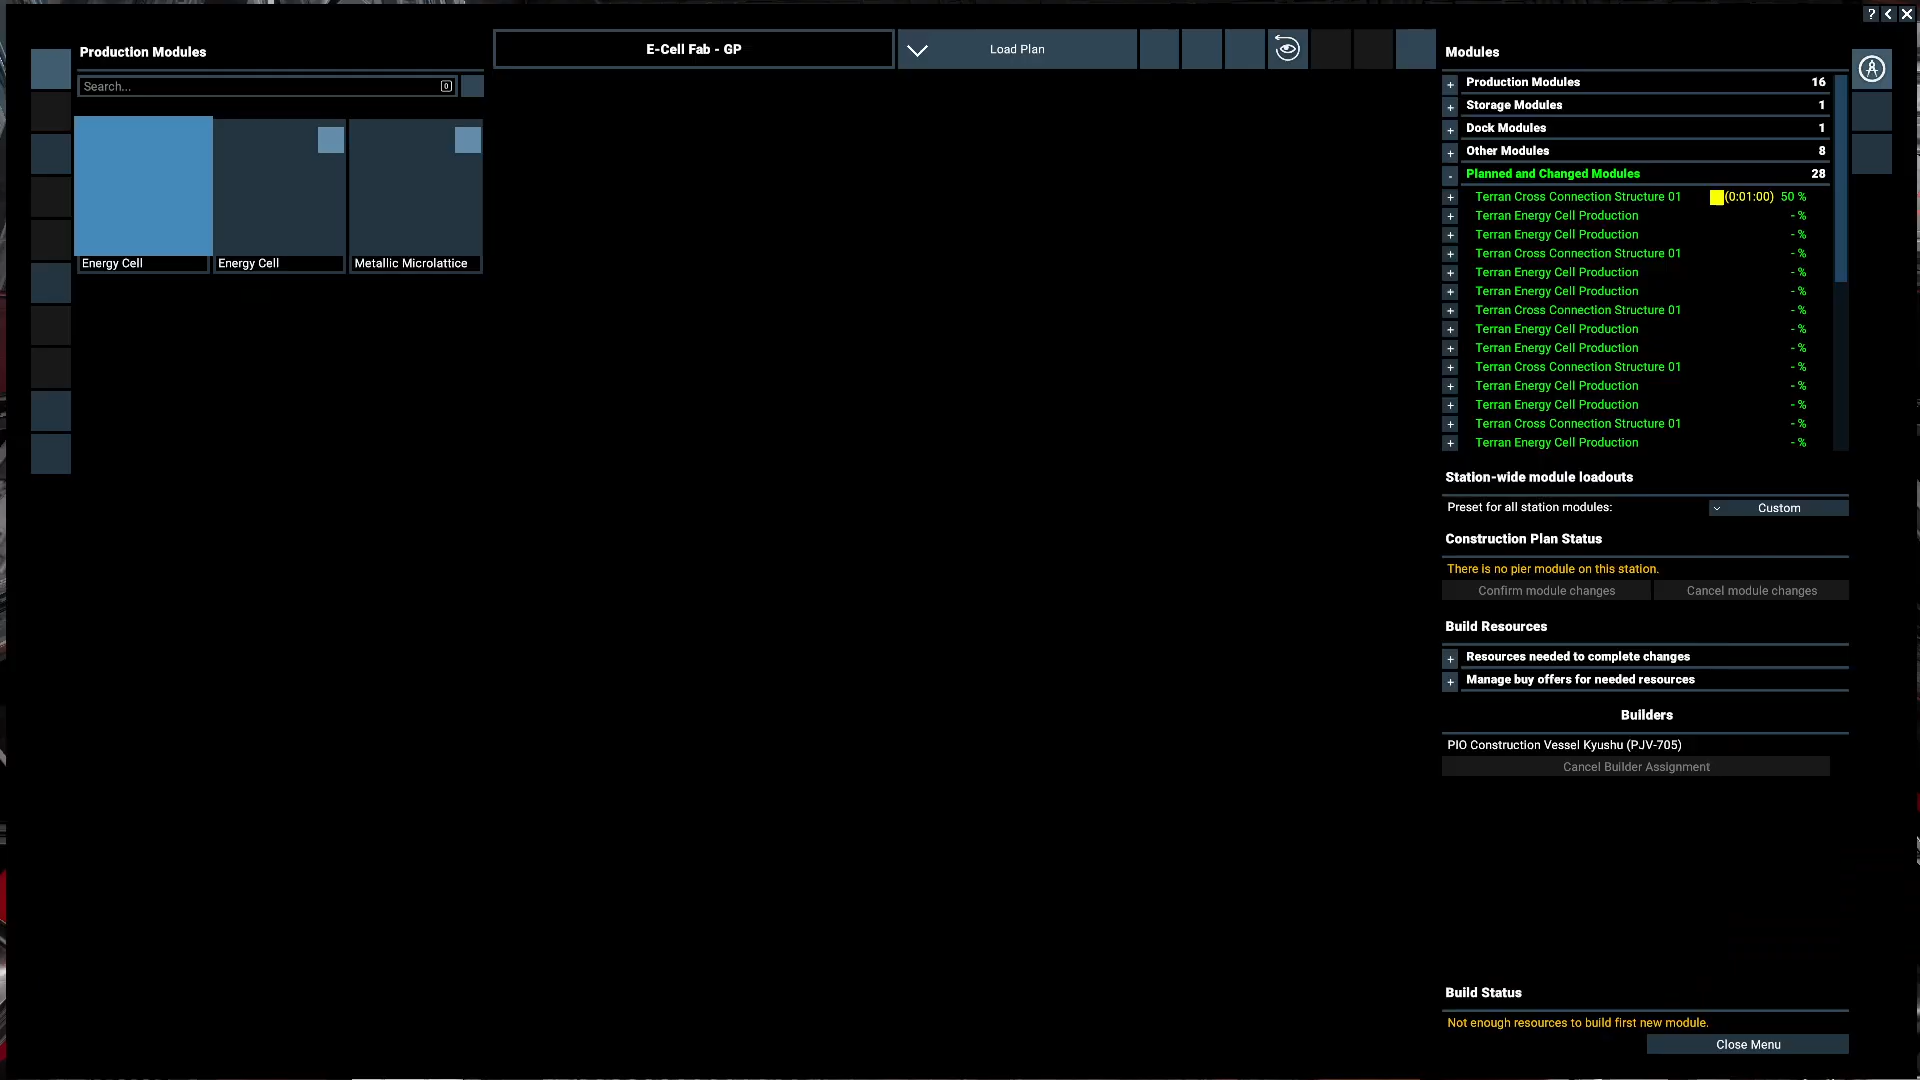 ?
Production Modules
Search...
0
Energy Cell
Energy Cell
Metallic Microlattice
E-Cell Fab - GP
Load Plan
Modules
+ Production Modules 16
+ Storage Modules 1
+ Dock Modules 1
+ Other Modules 8
- Planned and Changed Modules 28
+ Terran Cross Connection Structure 01 (0:01:00) 50 %
+ Terran Energy Cell Production - %
+ Terran Energy Cell Production - %
+ Terran Cross Connection Structure 01 - %
+ Terran Energy Cell Production - %
+ Terran Energy Cell Production - %
+ Terran Cross Connection Structure 01 - %
+ Terran Energy Cell Production - %
+ Terran Energy Cell Production - %
+ Terran Cross Connection Structure 01 - %
+ Terran Energy Cell Production - %
+ Terran Energy Cell Production - %
+ Terran Cross Connection Structure 01 - %
+ Terran Energy Cell Production - %
Station-wide module loadouts
Preset for all station modules: Custom
Construction Plan Status
There is no pier module on this station.
Confirm module changes Cancel module changes
Build Resources
+ Resources needed to complete changes
+ Manage buy offers for needed resources
Builders
PIO Construction Vessel Kyushu (PJV-705)
Cancel Builder Assignment
Build Status
Not enough resources to build first new module.
Close Menu